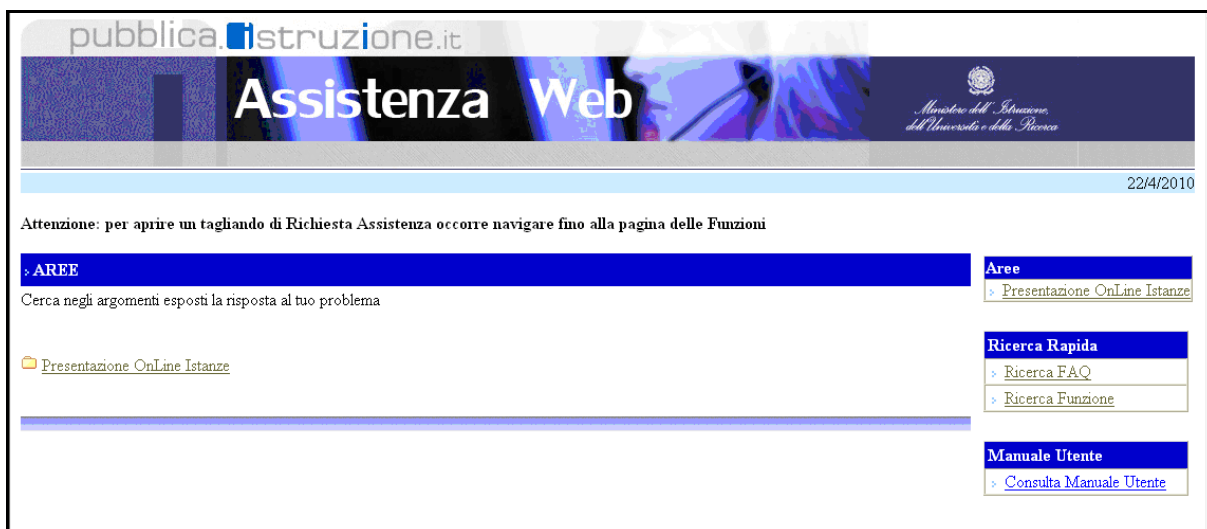 pubblica.istruzione.it
Assistenza Web
Ministero dell'Istruzione,
dell'Università e della Ricerca
22/4/2010
Attenzione: per aprire un tagliando di Richiesta Assistenza occorre navigare fino alla pagina delle Funzioni
AREE
Cerca negli argomenti esposti la risposta al tuo problema
Presentazione OnLine Istanze
Aree
Presentazione OnLine Istanze
Ricerca Rapida
Ricerca FAQ
Ricerca Funzione
Manuale Utente
Consulta Manuale Utente